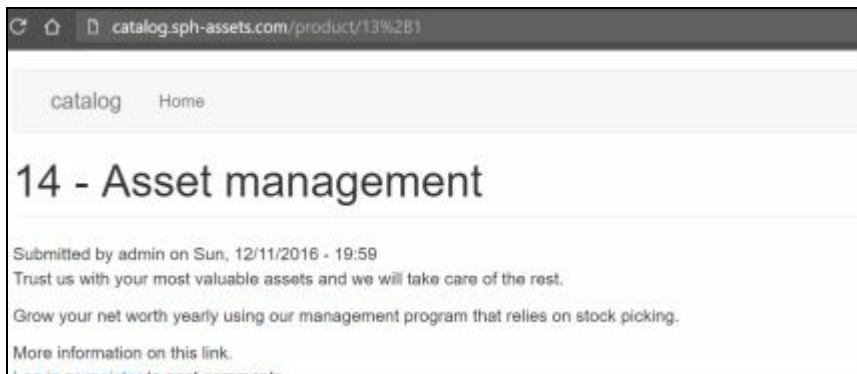 catalog.sph-assets.com/product/13%2B1
catalog Home
14 - Asset management
Submitted by admin on Sun, 12/11/2016 - 19:59
Trust us with your most valuable assets and we will take care of the rest.
Grow your net worth yearly using our management program that relies on stock picking.
More information on this link.